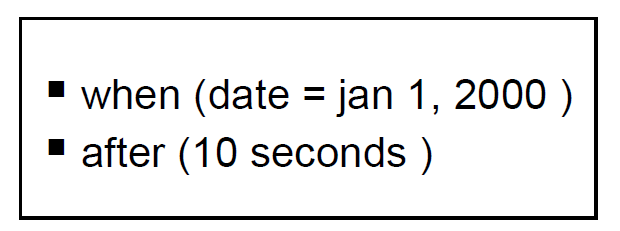 ▪ when (date = jan 1, 2000 )
▪ after (10 seconds )